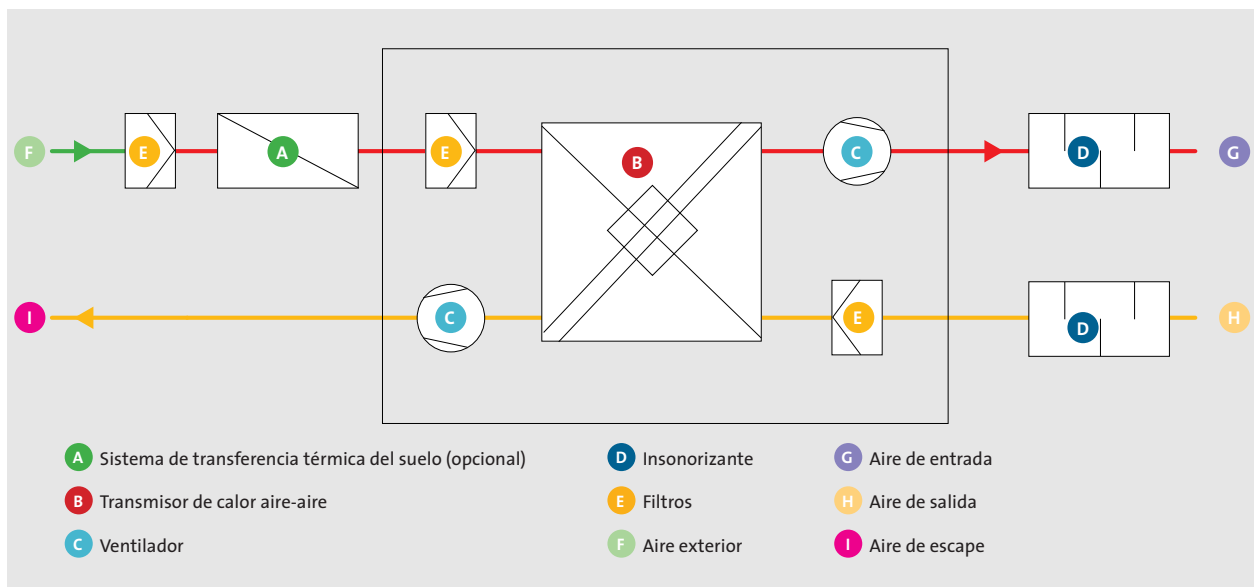 F
E
A
E
B
C
D
G
I
C
E
D
H
A Sistema de transferencia térmica del suelo (opcional)
B Transmisor de calor aire-aire
C Ventilador
D Insonorizante
E Filtros
F Aire exterior
G Aire de entrada
H Aire de salida
I Aire de escape